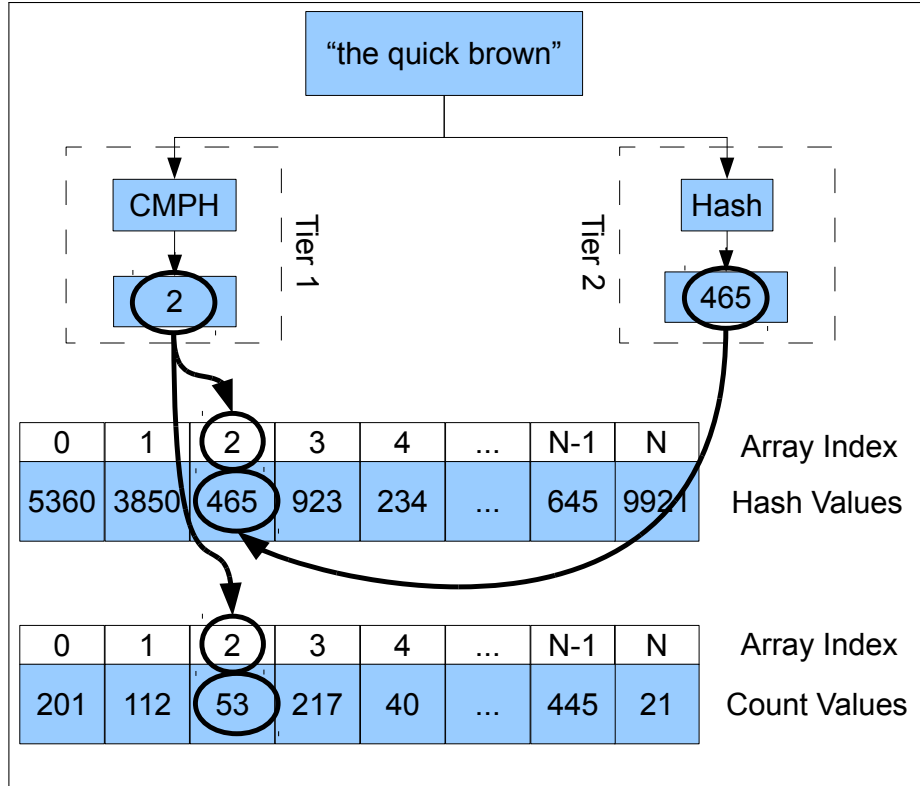 “the quick brown”
CMPH
Hash
Tier 1
Tier 2
2
465
0 1 2 3 4 ... N-1 N Array Index
5360 3850 465 923 234 ... 645 9921 Hash Values
0 1 2 3 4 ... N-1 N Array Index
201 112 53 217 40 ... 445 21 Count Values